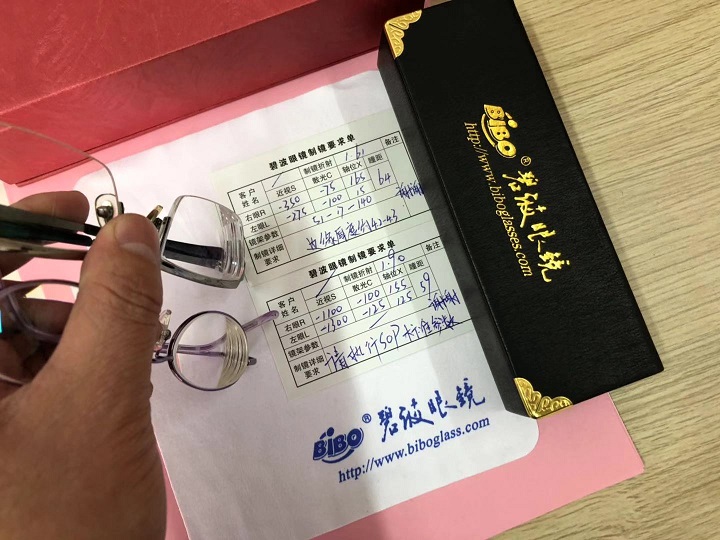 碧波眼镜制镜要求单
客户姓名 制镜折射 1.61 备注
近视S 散光C 轴位X 瞳距
右眼R -350 -75 165 64
左眼L -275 -100 15
镜架参数 51-17-140
制镜详细要求
碧波眼镜制镜要求单
客户姓名 制镜折射 1.90 备注
近视S 散光C 轴位X 瞳距
右眼R -1100 -100 155 59
左眼L -1300 -125 125
镜架参数
制镜详细要求
BiBO® 碧波眼镜
http://www.biboglass.com
BiBO® 碧波眼镜
http://www.biboglasses.com